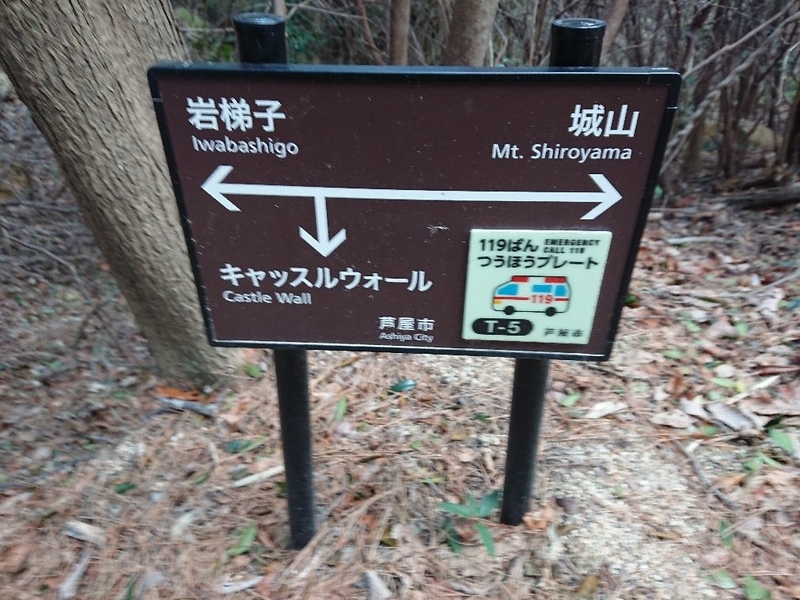 岩梯子
Iwabashigo
城山
Mt. Shiroyama
キャッスルウォール
Castle Wall
芦屋市
Ashiya City
119ばん EMERGENCY CALL 119
つうほうプレート
119
T-5 芦屋市